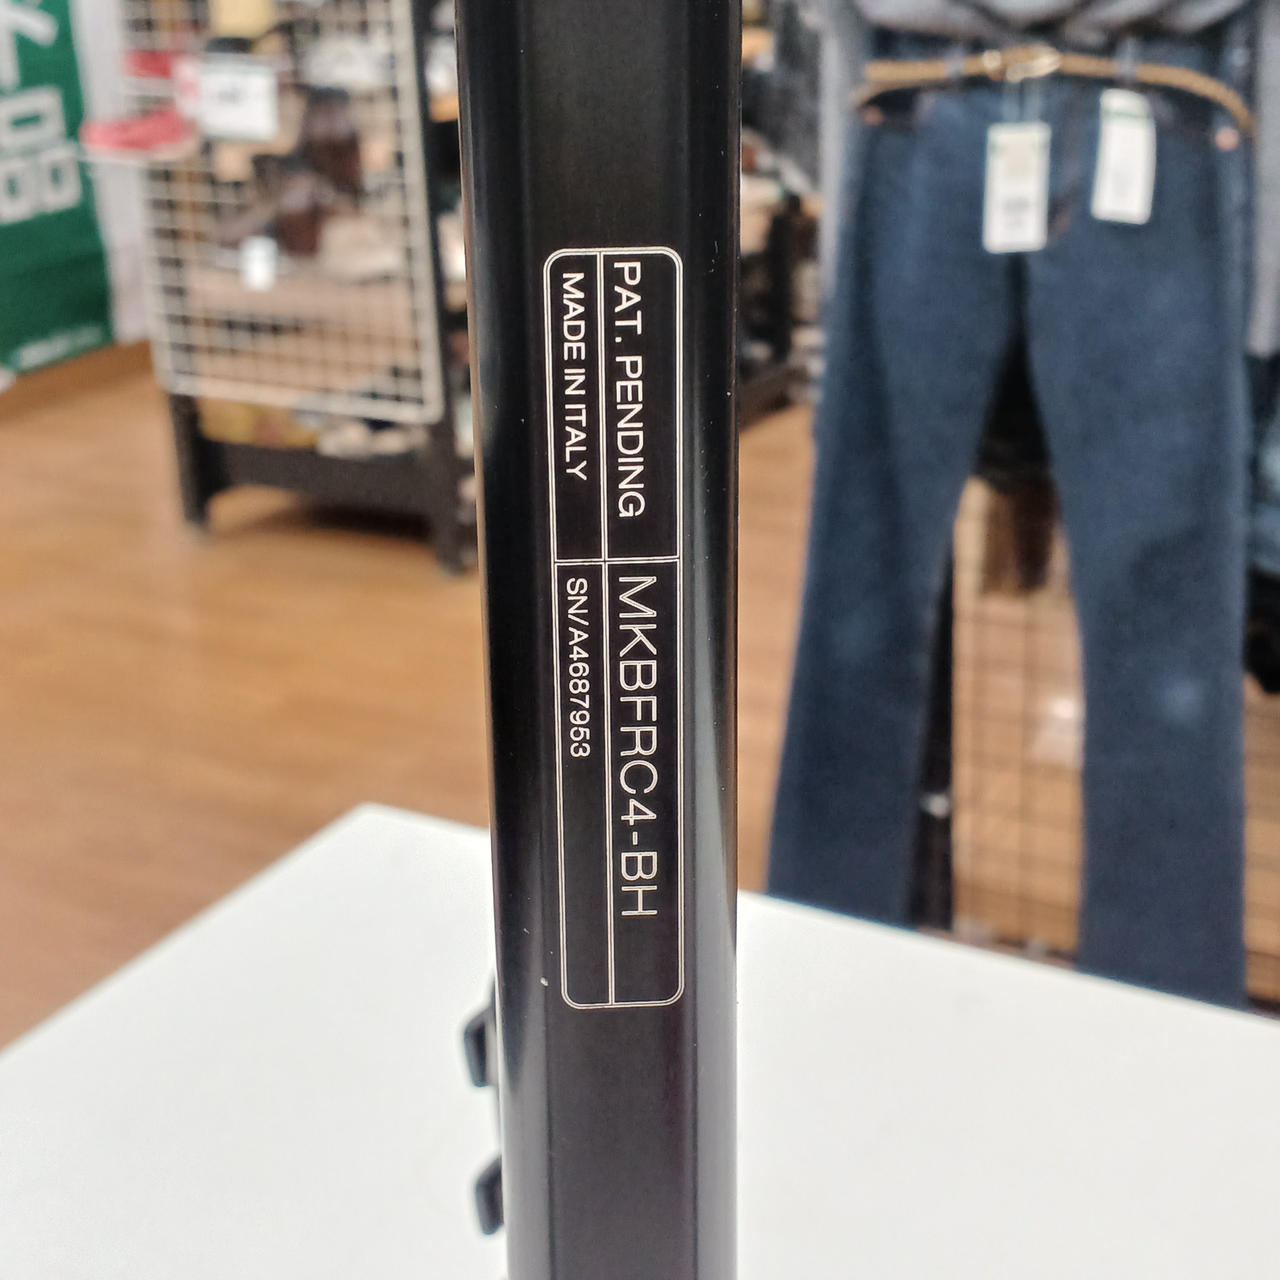 PAT. PENDING
MKBFRC4-BH
MADE IN ITALY
SN/A4687953